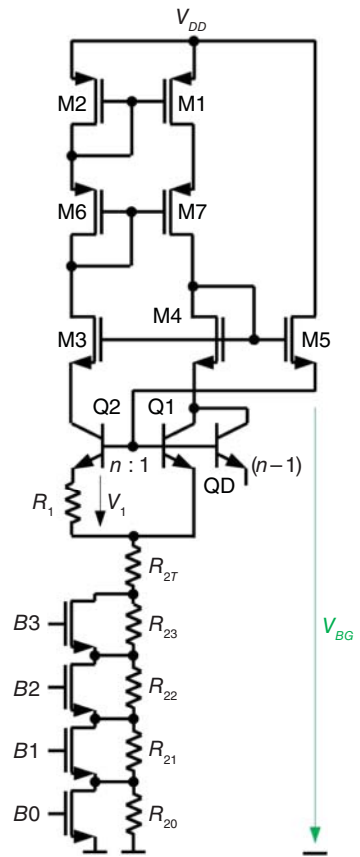 V_DD
M2 M1
M6 M7
M3 M4 M5
Q2 Q1
n : 1 (n−1)
QD
R_1 V_1
R_2T
V_BG
B3 R_23
B2 R_22
B1 R_21
B0 R_20